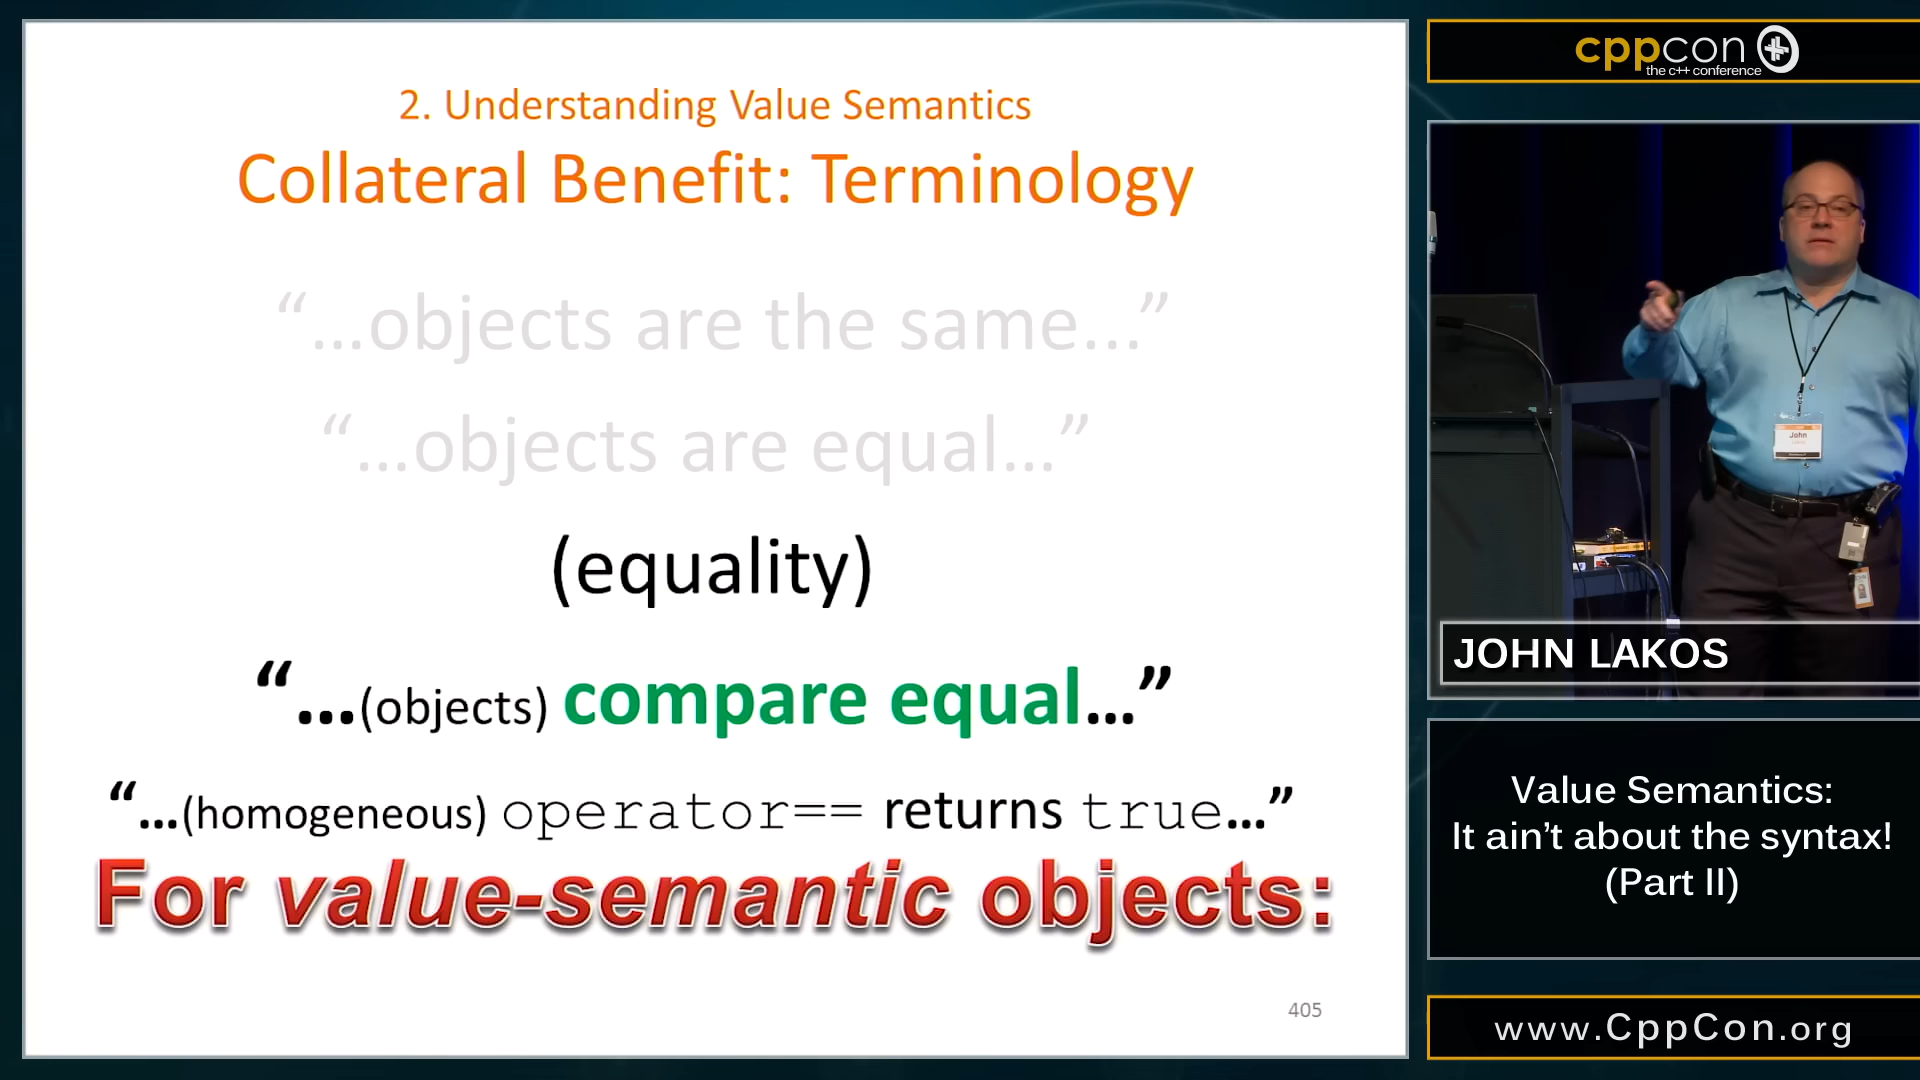 2. Understanding Value Semantics
Collateral Benefit: Terminology
“…objects are the same...”
“…objects are equal…”
(equality)
“…(objects) compare equal…”
“…(homogeneous) operator== returns true…”
For value-semantic objects:
405
cppcon
the c++ conference
John
JOHN LAKOS
Value Semantics:
It ain’t about the syntax!
(Part II)
www.CppCon.org